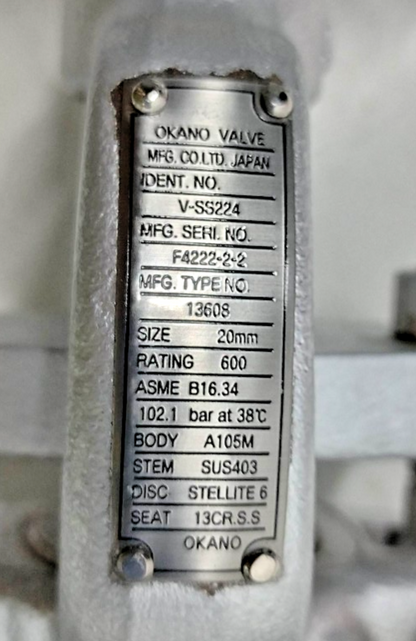 OKANO VALVE
MFG. CO.LTD. JAPAN
IDENT. NO.
V-SS224
MFG. SERI. NO.
F4222-2-2
MFG. TYPE NO.
13608
SIZE 20mm
RATING 600
ASME B16.34
102.1 bar at 38℃
BODY A105M
STEM SUS403
DISC STELLITE 6
SEAT 13CR.S.S
OKANO